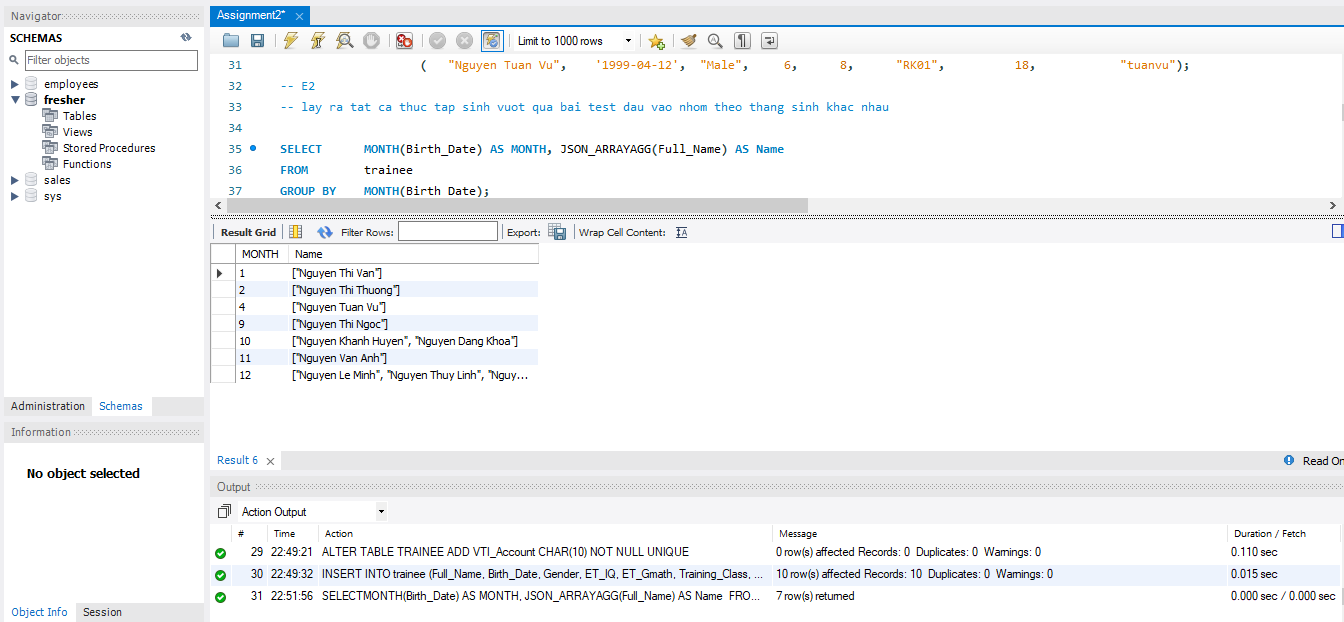 Navigator
SCHEMAS
Filter objects
employees
fresher
Tables
Views
Stored Procedures
Functions
sales
sys
Administration Schemas
Information
No object selected
Object Info Session
Assignment2* ×
Limit to 1000 rows
31 ( "Nguyen Tuan Vu", '1999-04-12', "Male", 6, 8, "RK01", 18, "tuanvu");
32 -- E2
33 -- lay ra tat ca thuc tap sinh vuot qua bai test dau vao nhom theo thang sinh khac nhau
34
35 SELECT MONTH(Birth_Date) AS MONTH, JSON_ARRAYAGG(Full_Name) AS Name
36 FROM trainee
37 GROUP BY MONTH(Birth_Date);
Result Grid Filter Rows: Export: Wrap Cell Content:
MONTH Name
1 ["Nguyen Thi Van"]
2 ["Nguyen Thi Thuong"]
4 ["Nguyen Tuan Vu"]
9 ["Nguyen Thi Ngoc"]
10 ["Nguyen Khanh Huyen", "Nguyen Dang Khoa"]
11 ["Nguyen Van Anh"]
12 ["Nguyen Le Minh", "Nguyen Thuy Linh", "Nguy...
Result 6 × Read On
Output
Action Output
# Time Action Message Duration / Fetch
29 22:49:21 ALTER TABLE TRAINEE ADD VTI_Account CHAR(10) NOT NULL UNIQUE 0 row(s) affected Records: 0 Duplicates: 0 Warnings: 0 0.110 sec
30 22:49:32 INSERT INTO trainee (Full_Name, Birth_Date, Gender, ET_IQ, ET_Gmath, Training_Class, ... 10 row(s) affected Records: 10 Duplicates: 0 Warnings: 0 0.015 sec
31 22:51:56 SELECTMONTH(Birth_Date) AS MONTH, JSON_ARRAYAGG(Full_Name) AS Name FRO... 7 row(s) returned 0.000 sec / 0.000 sec